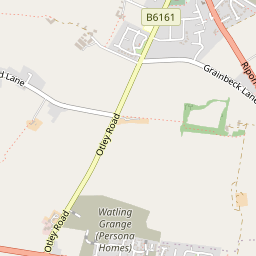 B6161
Ripon
d Lane
Grainbeck Lane
Otley Road
Watling
Grange
(Persona
Homes)
Otley Road